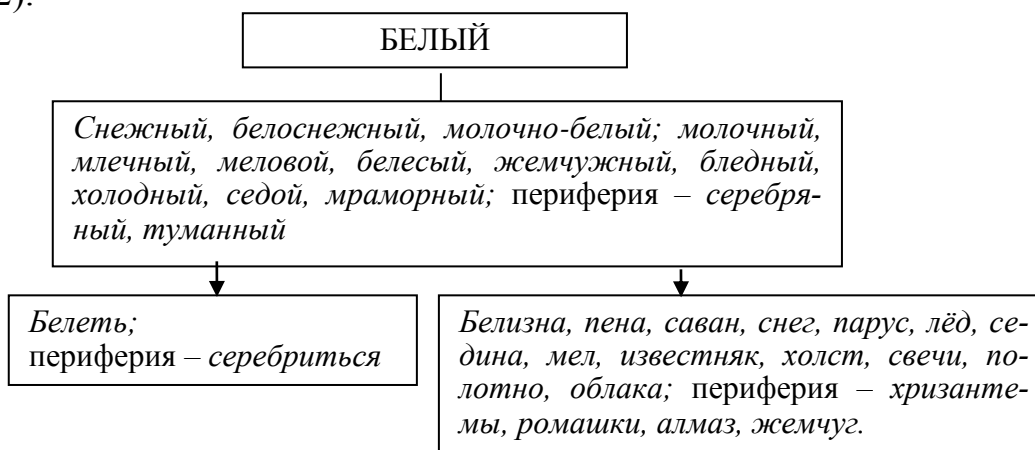 2).
БЕЛЫЙ
Снежный, белоснежный, молочно-белый; молочный,
млечный, меловой, белесый, жемчужный, бледный,
холодный, седой, мраморный; периферия – серебря-
ный, туманный
Белеть;
периферия – серебриться
Белизна, пена, саван, снег, парус, лёд, се-
дина, мел, известняк, холст, свечи, по-
лотно, облака; периферия – хризанте-
мы, ромашки, алмаз, жемчуг.